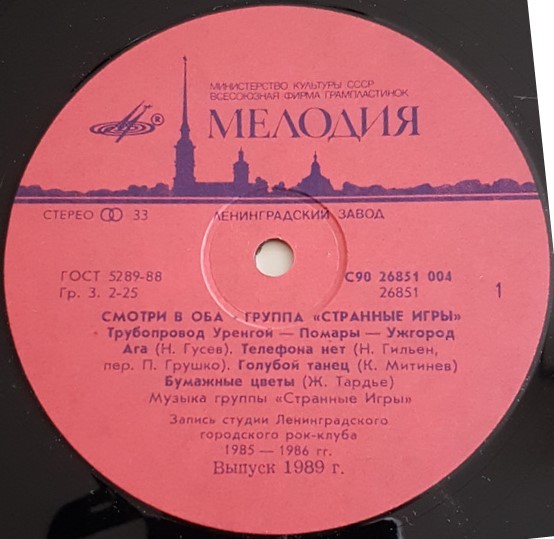 МИНИСТЕРСТВО КУЛЬТУРЫ СССР
ВСЕСОЮЗНАЯ ФИРМА ГРАМПЛАСТИНОК
®
МЕЛОДИЯ
СТЕРЕО 33
ЛЕНИНГРАДСКИЙ ЗАВОД
ГОСТ 5289-88
С90 26851 004
Гр. 3. 2-25
26851
1
СМОТРИ В ОБА – ГРУППА «СТРАННЫЕ ИГРЫ»
Трубопровод Уренгой — Помары — Ужгород
Ага (Н. Гусев). Телефона нет (Н. Гильен,
пер. П. Грушко). Голубой танец (К. Митинев)
Бумажные цветы (Ж. Тардье)
Музыка группы «Странные Игры»
Запись студии Ленинградского
городского рок-клуба
1985 — 1986 гг.
Выпуск 1989 г.